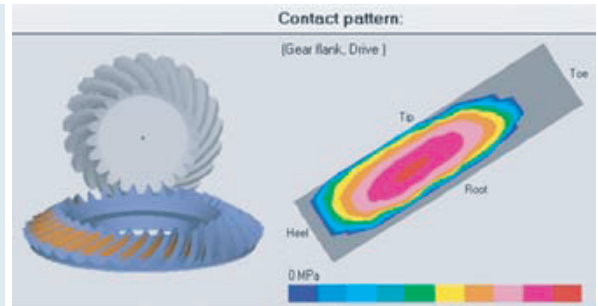 Contact pattern:
(Gear flank, Drive )
Toe
Tip
Root
Heel
0 MPa